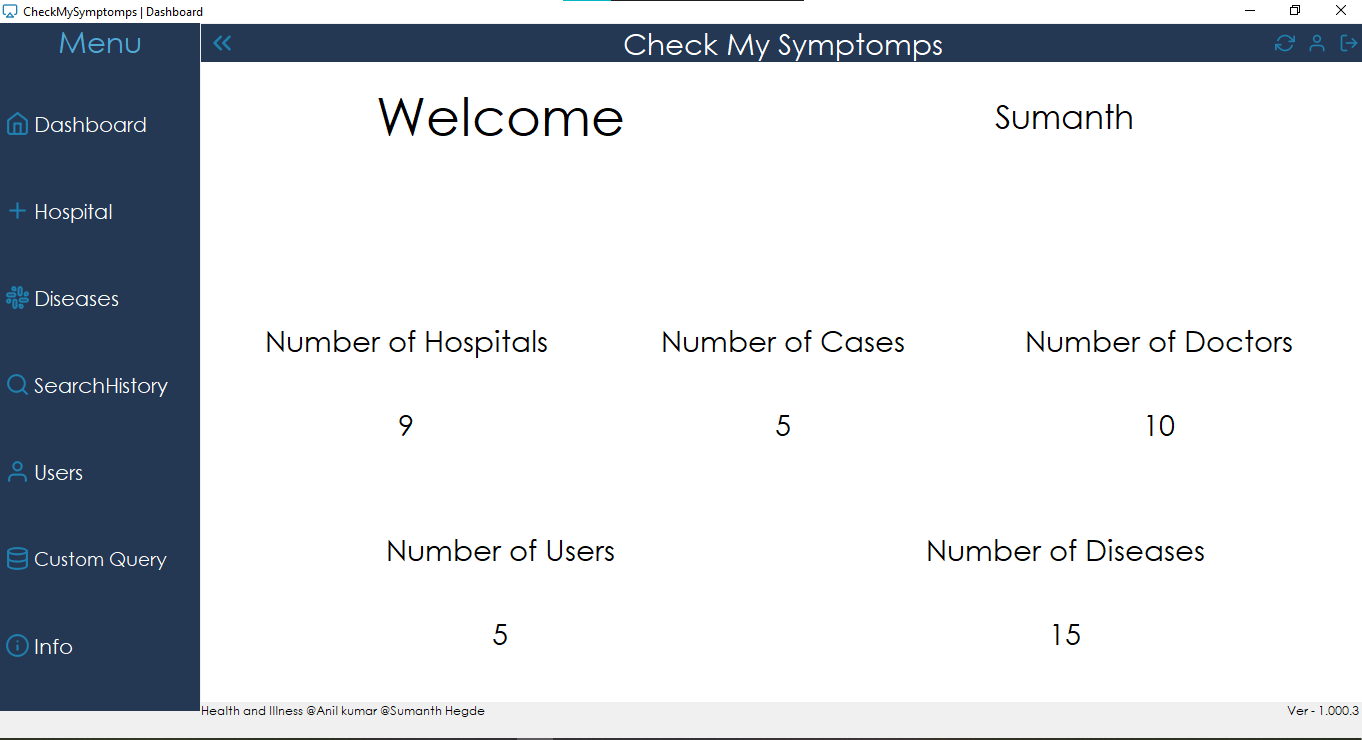 CheckMySymptomps | Dashboard
Menu
Check My Symptomps
Dashboard
Hospital
Diseases
SearchHistory
Users
Custom Query
Info
Welcome
Sumanth
Number of Hospitals
9
Number of Cases
5
Number of Doctors
10
Number of Users
5
Number of Diseases
15
Health and Illness @Anil kumar @Sumanth Hegde
Ver - 1.000.3